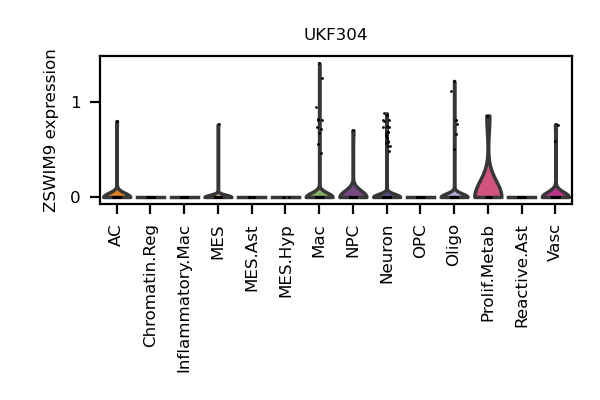 UKF304
ZSWIM9 expression
1
0
AC
Chromatin.Reg
Inflammatory.Mac
MES
MES.Ast
MES.Hyp
Mac
NPC
Neuron
OPC
Oligo
Prolif.Metab
Reactive.Ast
Vasc